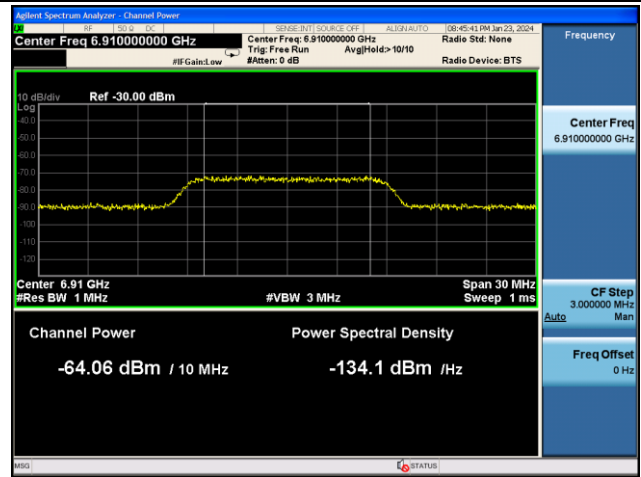 Agilent Spectrum Analyzer - Channel Power
RF 50 Ω DC SENSE:INT SOURCE OFF ALIGNAUTO 08:45:41 PM Jan 23, 2024
Center Freq 6.910000000 GHz
Center Freq: 6.910000000 GHz
Radio Std: None
Trig: Free Run Avg|Hold:> 10/10
#IFGain:Low
#Atten: 0 dB
Radio Device: BTS
Frequency
10 dB/div Ref -30.00 dBm
Log
-40.0
-50.0
-60.0
-70.0
-80.0
-90.0
-100
-110
-120
Center 6.91 GHz
Span 30 MHz
#Res BW 1 MHz
#VBW 3 MHz
Sweep 1 ms
Channel Power
Power Spectral Density
-64.06 dBm / 10 MHz
-134.1 dBm /Hz
Center Freq
6.910000000 GHz
CF Step
3.000000 MHz
Auto Man
Freq Offset
0 Hz
MSG
STATUS